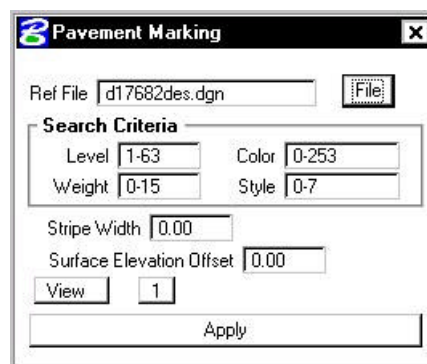 Pavement Marking
Ref File d17682des.dgn File
Search Criteria
Level 1-63 Color 0-253
Weight 0-15 Style 0-7
Stripe Width 0.00
Surface Elevation Offset 0.00
View 1
Apply